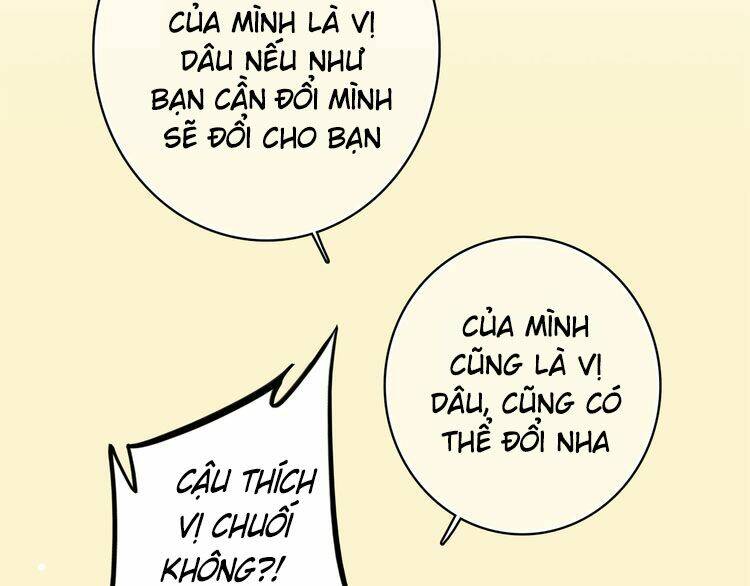 CỦA MÌNH LÀ VỊ
DÂU NẾU NHƯ
BẠN CẦN ĐỔI MÌNH
SẼ ĐỔI CHO BẠN
CỦA MÌNH
CŨNG LÀ VỊ
DÂU, CŨNG CÓ
THỂ ĐỔI NHA
CẬU THÍCH
VỊ CHUỐI
KHÔNG?!